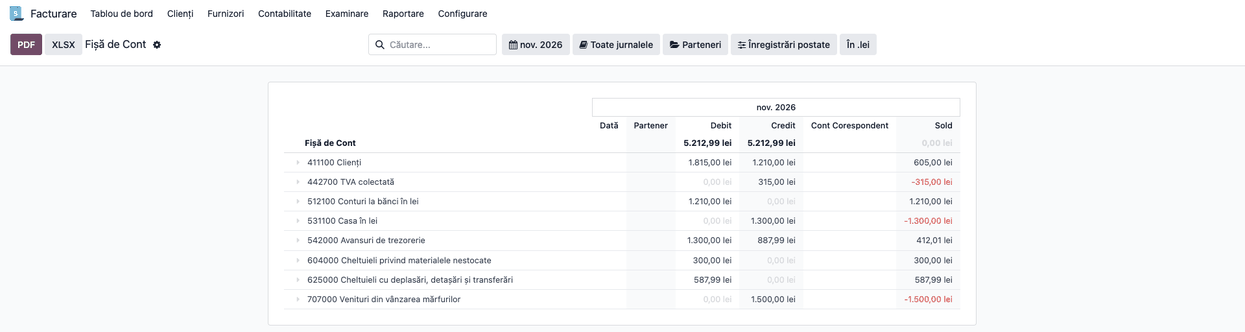 Facturare Tablou de bord Clienți Furnizori Contabilitate Examinare Raportare Configurare
PDF XLSX Fișă de Cont Căutare... nov. 2026 Toate jurnalele Parteneri Înregistrări postate În .lei
nov. 2026
Dată Partener Debit Credit Cont Corespondent Sold
Fișă de Cont 5.212,99 lei 5.212,99 lei 0,00 lei
411100 Clienți 1.815,00 lei 1.210,00 lei 605,00 lei
442700 TVA colectată 0,00 lei 315,00 lei -315,00 lei
512100 Conturi la bănci în lei 1.210,00 lei 0,00 lei 1.210,00 lei
531100 Casa în lei 0,00 lei 1.300,00 lei -1.300,00 lei
542000 Avansuri de trezorerie 1.300,00 lei 887,99 lei 412,01 lei
604000 Cheltuieli privind materialele nestocate 300,00 lei 0,00 lei 300,00 lei
625000 Cheltuieli cu deplasări, detașări și transferări 587,99 lei 0,00 lei 587,99 lei
707000 Venituri din vânzarea mărfurilor 0,00 lei 1.500,00 lei -1.500,00 lei